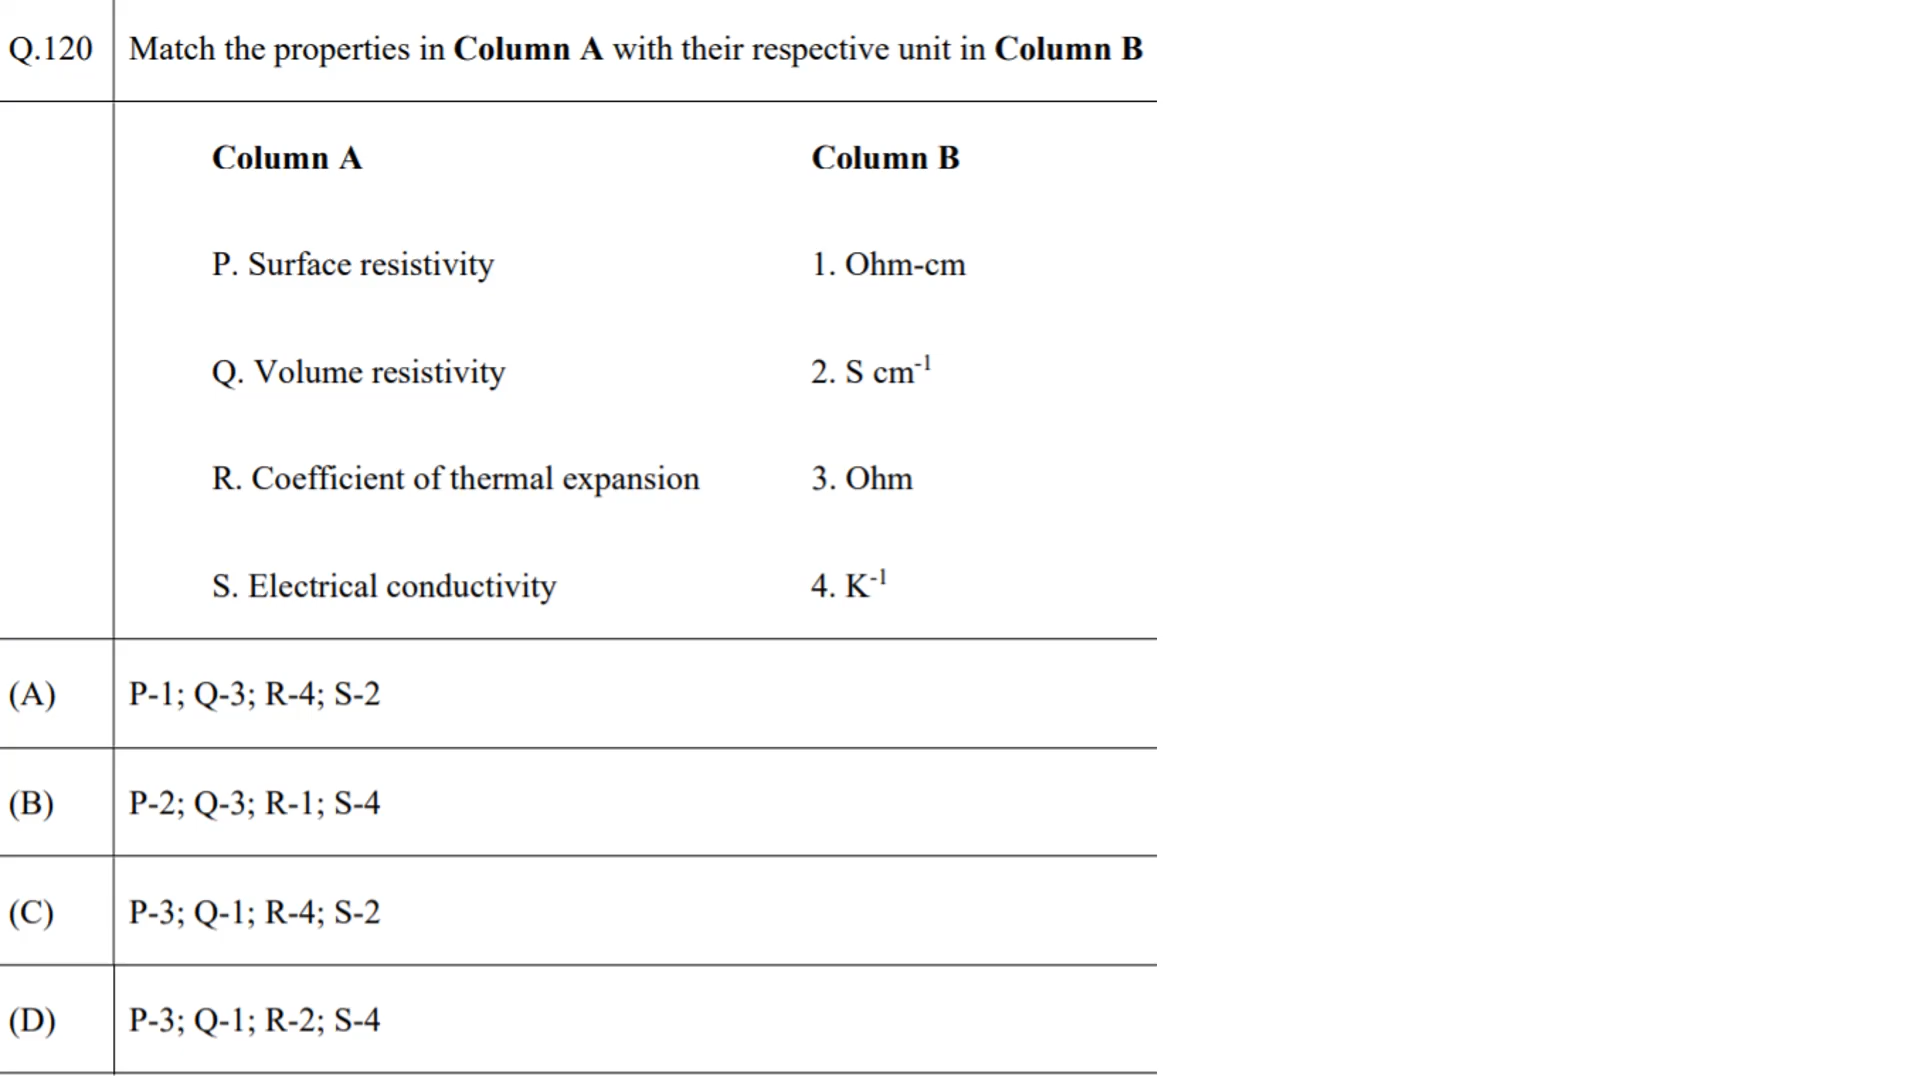 Q.120 Match the properties in Column A with their respective unit in Column B
Column A Column B
P. Surface resistivity 1. Ohm-cm
Q. Volume resistivity 2. S cm⁻¹
R. Coefficient of thermal expansion 3. Ohm
S. Electrical conductivity 4. K⁻¹
(A) P-1; Q-3; R-4; S-2
(B) P-2; Q-3; R-1; S-4
(C) P-3; Q-1; R-4; S-2
(D) P-3; Q-1; R-2; S-4